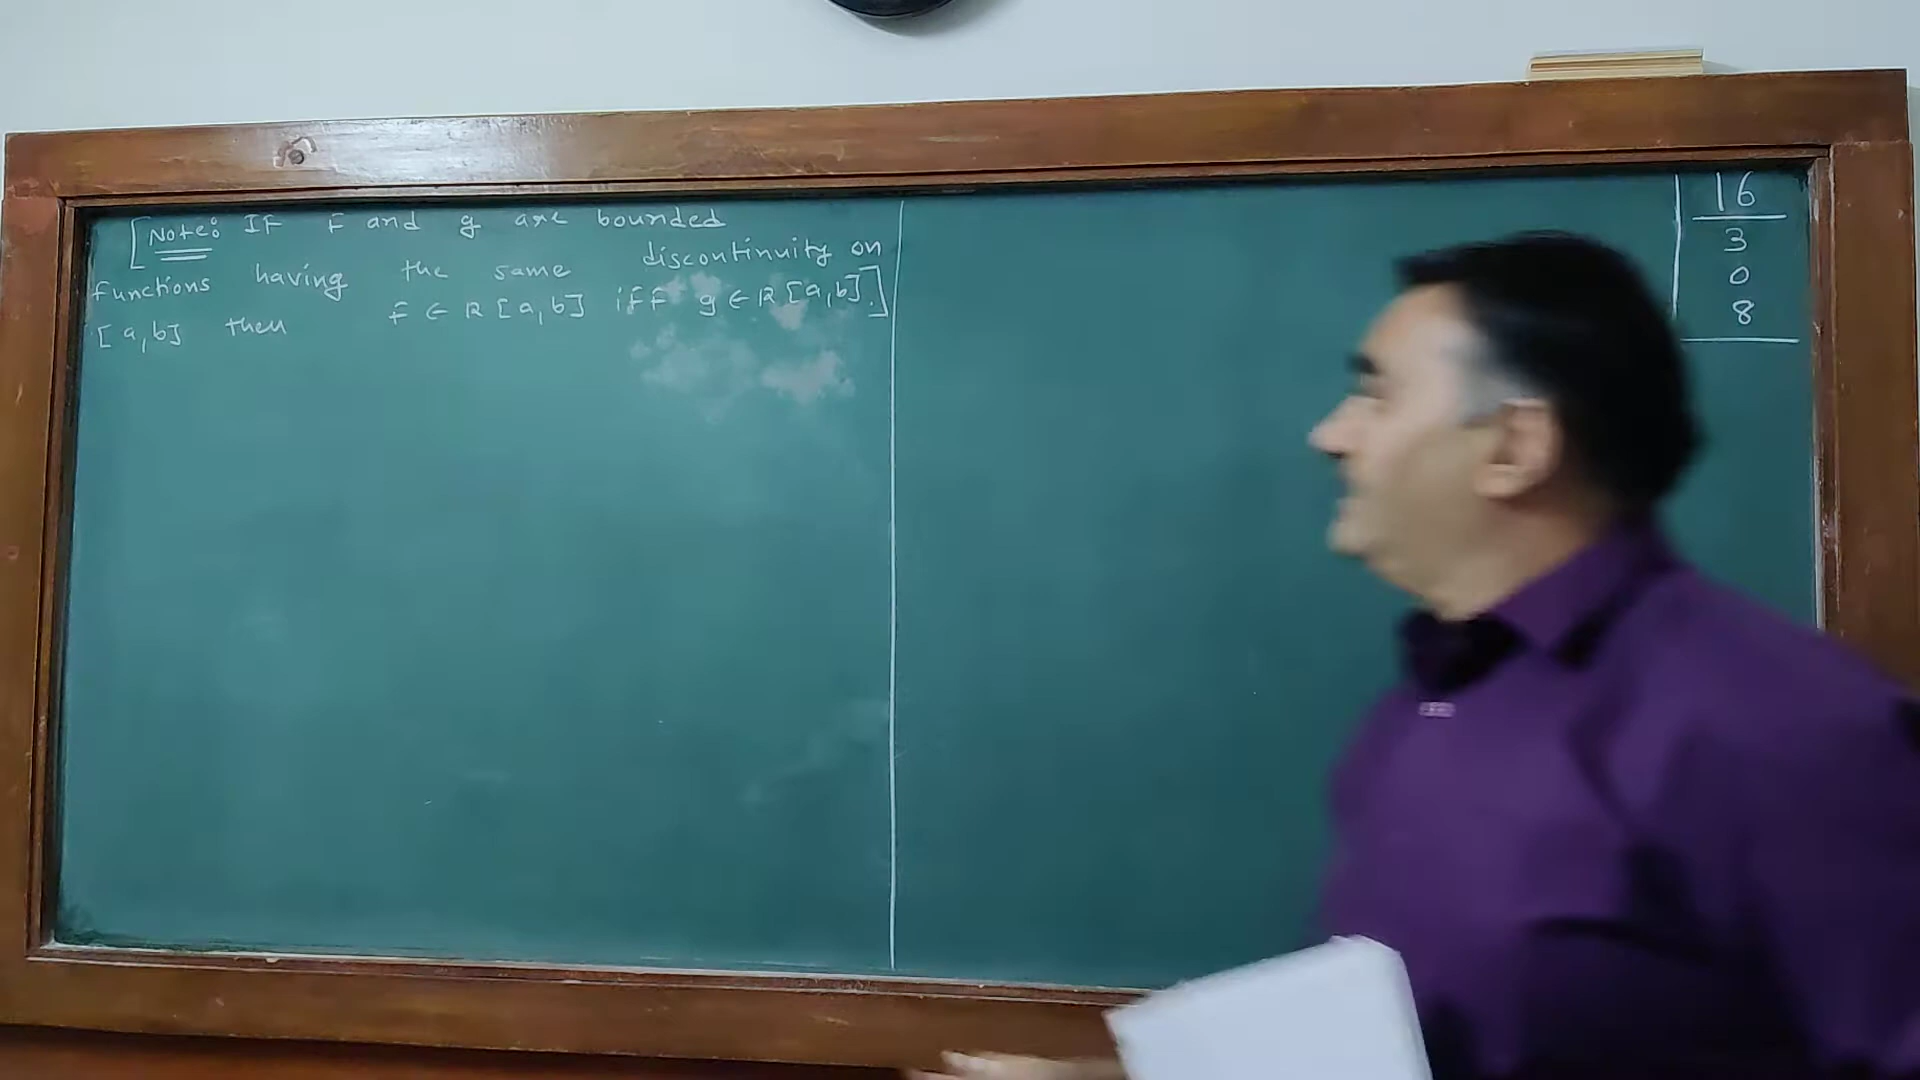 [Note: IF F and g are bounded
functions having the same discontinuity on
[a,b] then F ∈ R[a,b] iFF g ∈ R[a,b].]
16
3
0
8